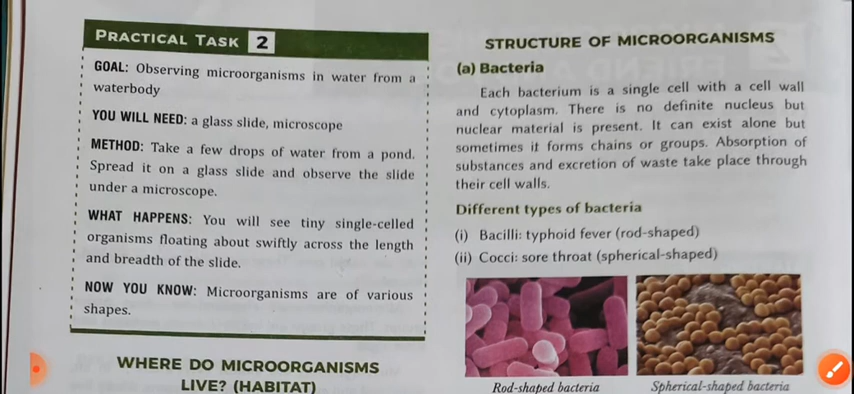 PRACTICAL TASK 2
GOAL: Observing microorganisms in water from a
waterbody
YOU WILL NEED: a glass slide, microscope
METHOD: Take a few drops of water from a pond.
Spread it on a glass slide and observe the slide
under a microscope.
WHAT HAPPENS: You will see tiny single-celled
organisms floating about swiftly across the length
and breadth of the slide.
NOW YOU KNOW: Microorganisms are of various
shapes.
WHERE DO MICROORGANISMS
LIVE? (HABITAT)
STRUCTURE OF MICROORGANISMS
(a) Bacteria
Each bacterium is a single cell with a cell wall
and cytoplasm. There is no definite nucleus but
nuclear material is present. It can exist alone but
sometimes it forms chains or groups. Absorption of
substances and excretion of waste take place through
their cell walls.
Different types of bacteria
(i) Bacilli: typhoid fever (rod-shaped)
(ii) Cocci: sore throat (spherical-shaped)
Rod-shaped bacteria
Spherical-shaped bacteria